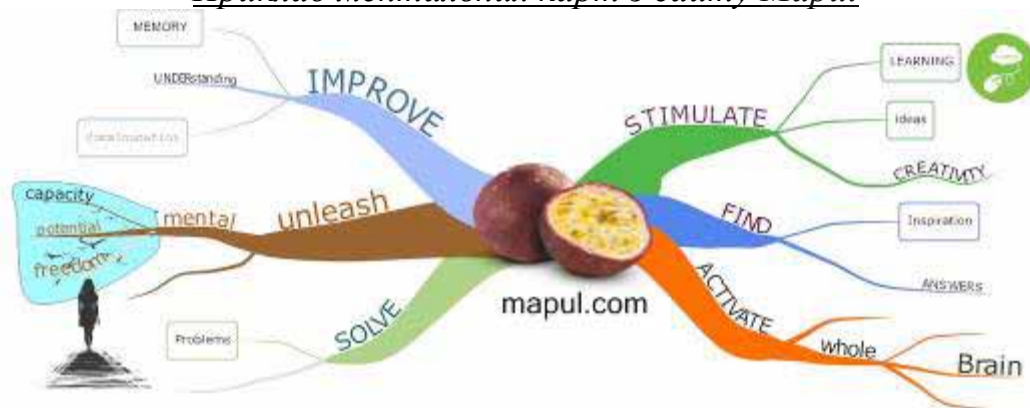 MEMORY
UNDERstanding
IMPROVE
capacity
potential
freedom
mental
unleash
Problems
SOLVE
mapul.com
STIMULATE
LEARNING
ideas
CREATIVITY
FIND
Inspiration
ANSWERS
ACTIVATE
whole
Brain